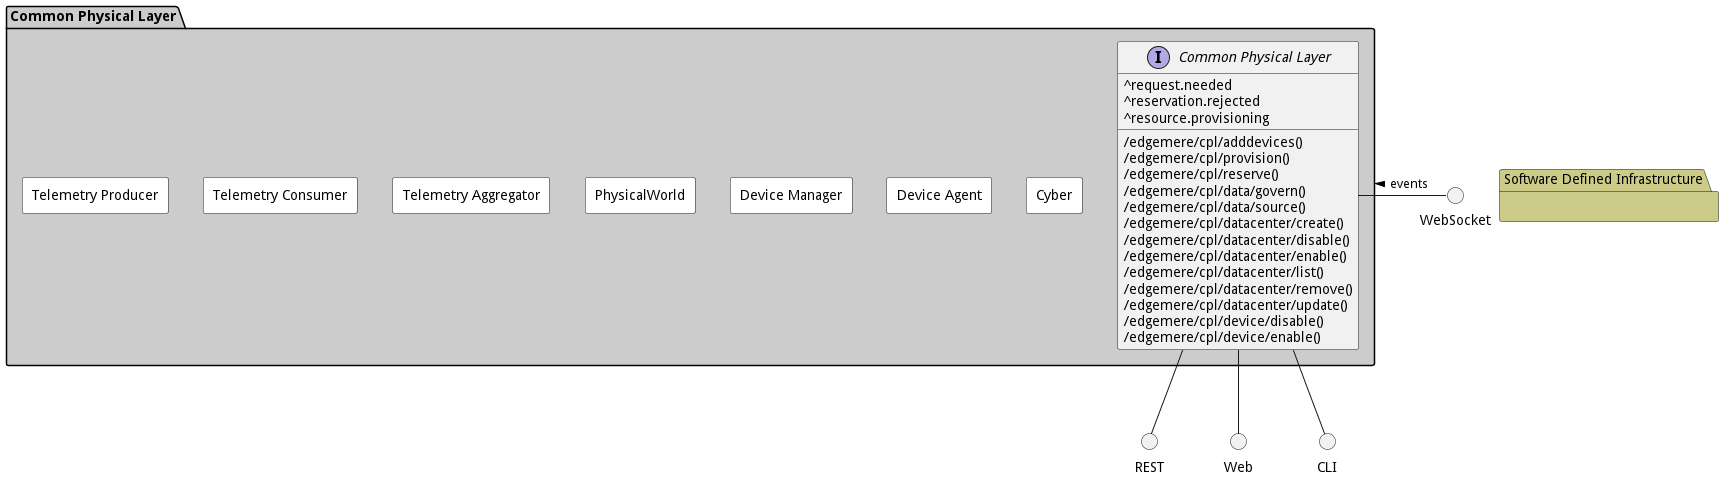 Common Physical Layer
I Common Physical Layer
^request.needed
^reservation.rejected
^resource.provisioning
/edgemere/cpl/adddevices()
/edgemere/cpl/provision()
/edgemere/cpl/reserve()
/edgemere/cpl/data/govern()
/edgemere/cpl/data/source()
/edgemere/cpl/datacenter/create()
/edgemere/cpl/datacenter/disable()
/edgemere/cpl/datacenter/enable()
/edgemere/cpl/datacenter/list()
/edgemere/cpl/datacenter/remove()
/edgemere/cpl/datacenter/update()
/edgemere/cpl/device/disable()
/edgemere/cpl/device/enable()
Telemetry Producer
Telemetry Consumer
Telemetry Aggregator
PhysicalWorld
Device Manager
Device Agent
Cyber
events
WebSocket
Software Defined Infrastructure
REST
Web
CLI